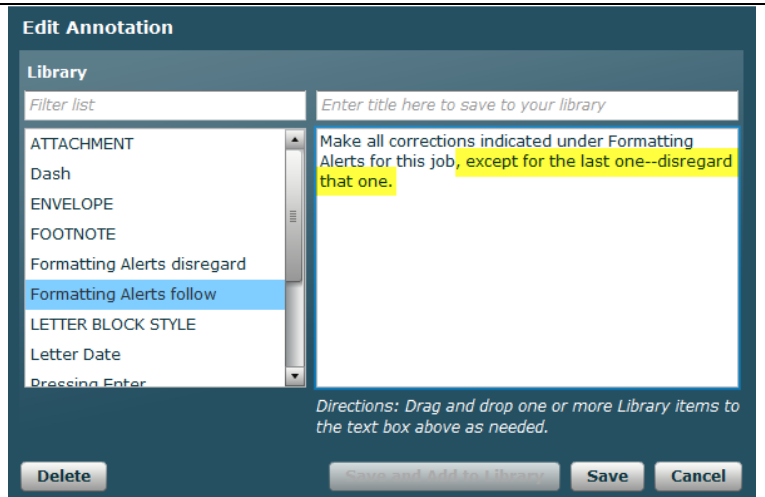 Edit Annotation
Library
Filter list
Enter title here to save to your library
ATTACHMENT
Dash
ENVELOPE
FOOTNOTE
Formatting Alerts disregard
Formatting Alerts follow
LETTER BLOCK STYLE
Letter Date
Pressing Enter
Make all corrections indicated under Formatting
Alerts for this job, except for the last one--disregard
that one.
Directions: Drag and drop one or more Library items to
the text box above as needed.
Delete
Save and Add to Library
Save
Cancel